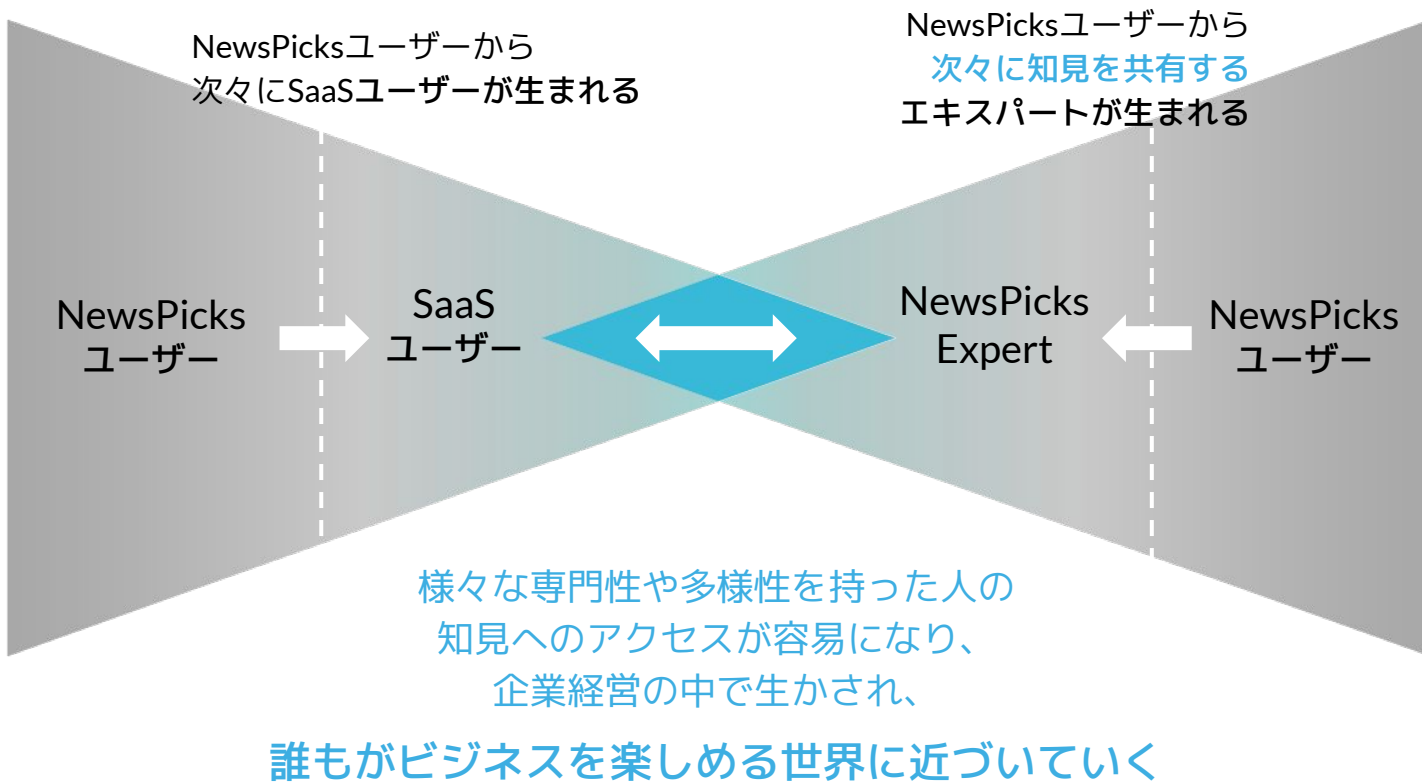 NewsPicksユーザーから
次々にSaaSユーザーが生まれる
NewsPicksユーザーから
次々に知見を共有する
エキスパートが生まれる
NewsPicks
ユーザー
SaaS
ユーザー
NewsPicks
Expert
NewsPicks
ユーザー
様々な専門性や多様性を持った人の
知見へのアクセスが容易になり、
企業経営の中で生かされ、
誰もがビジネスを楽しめる世界に近づいていく